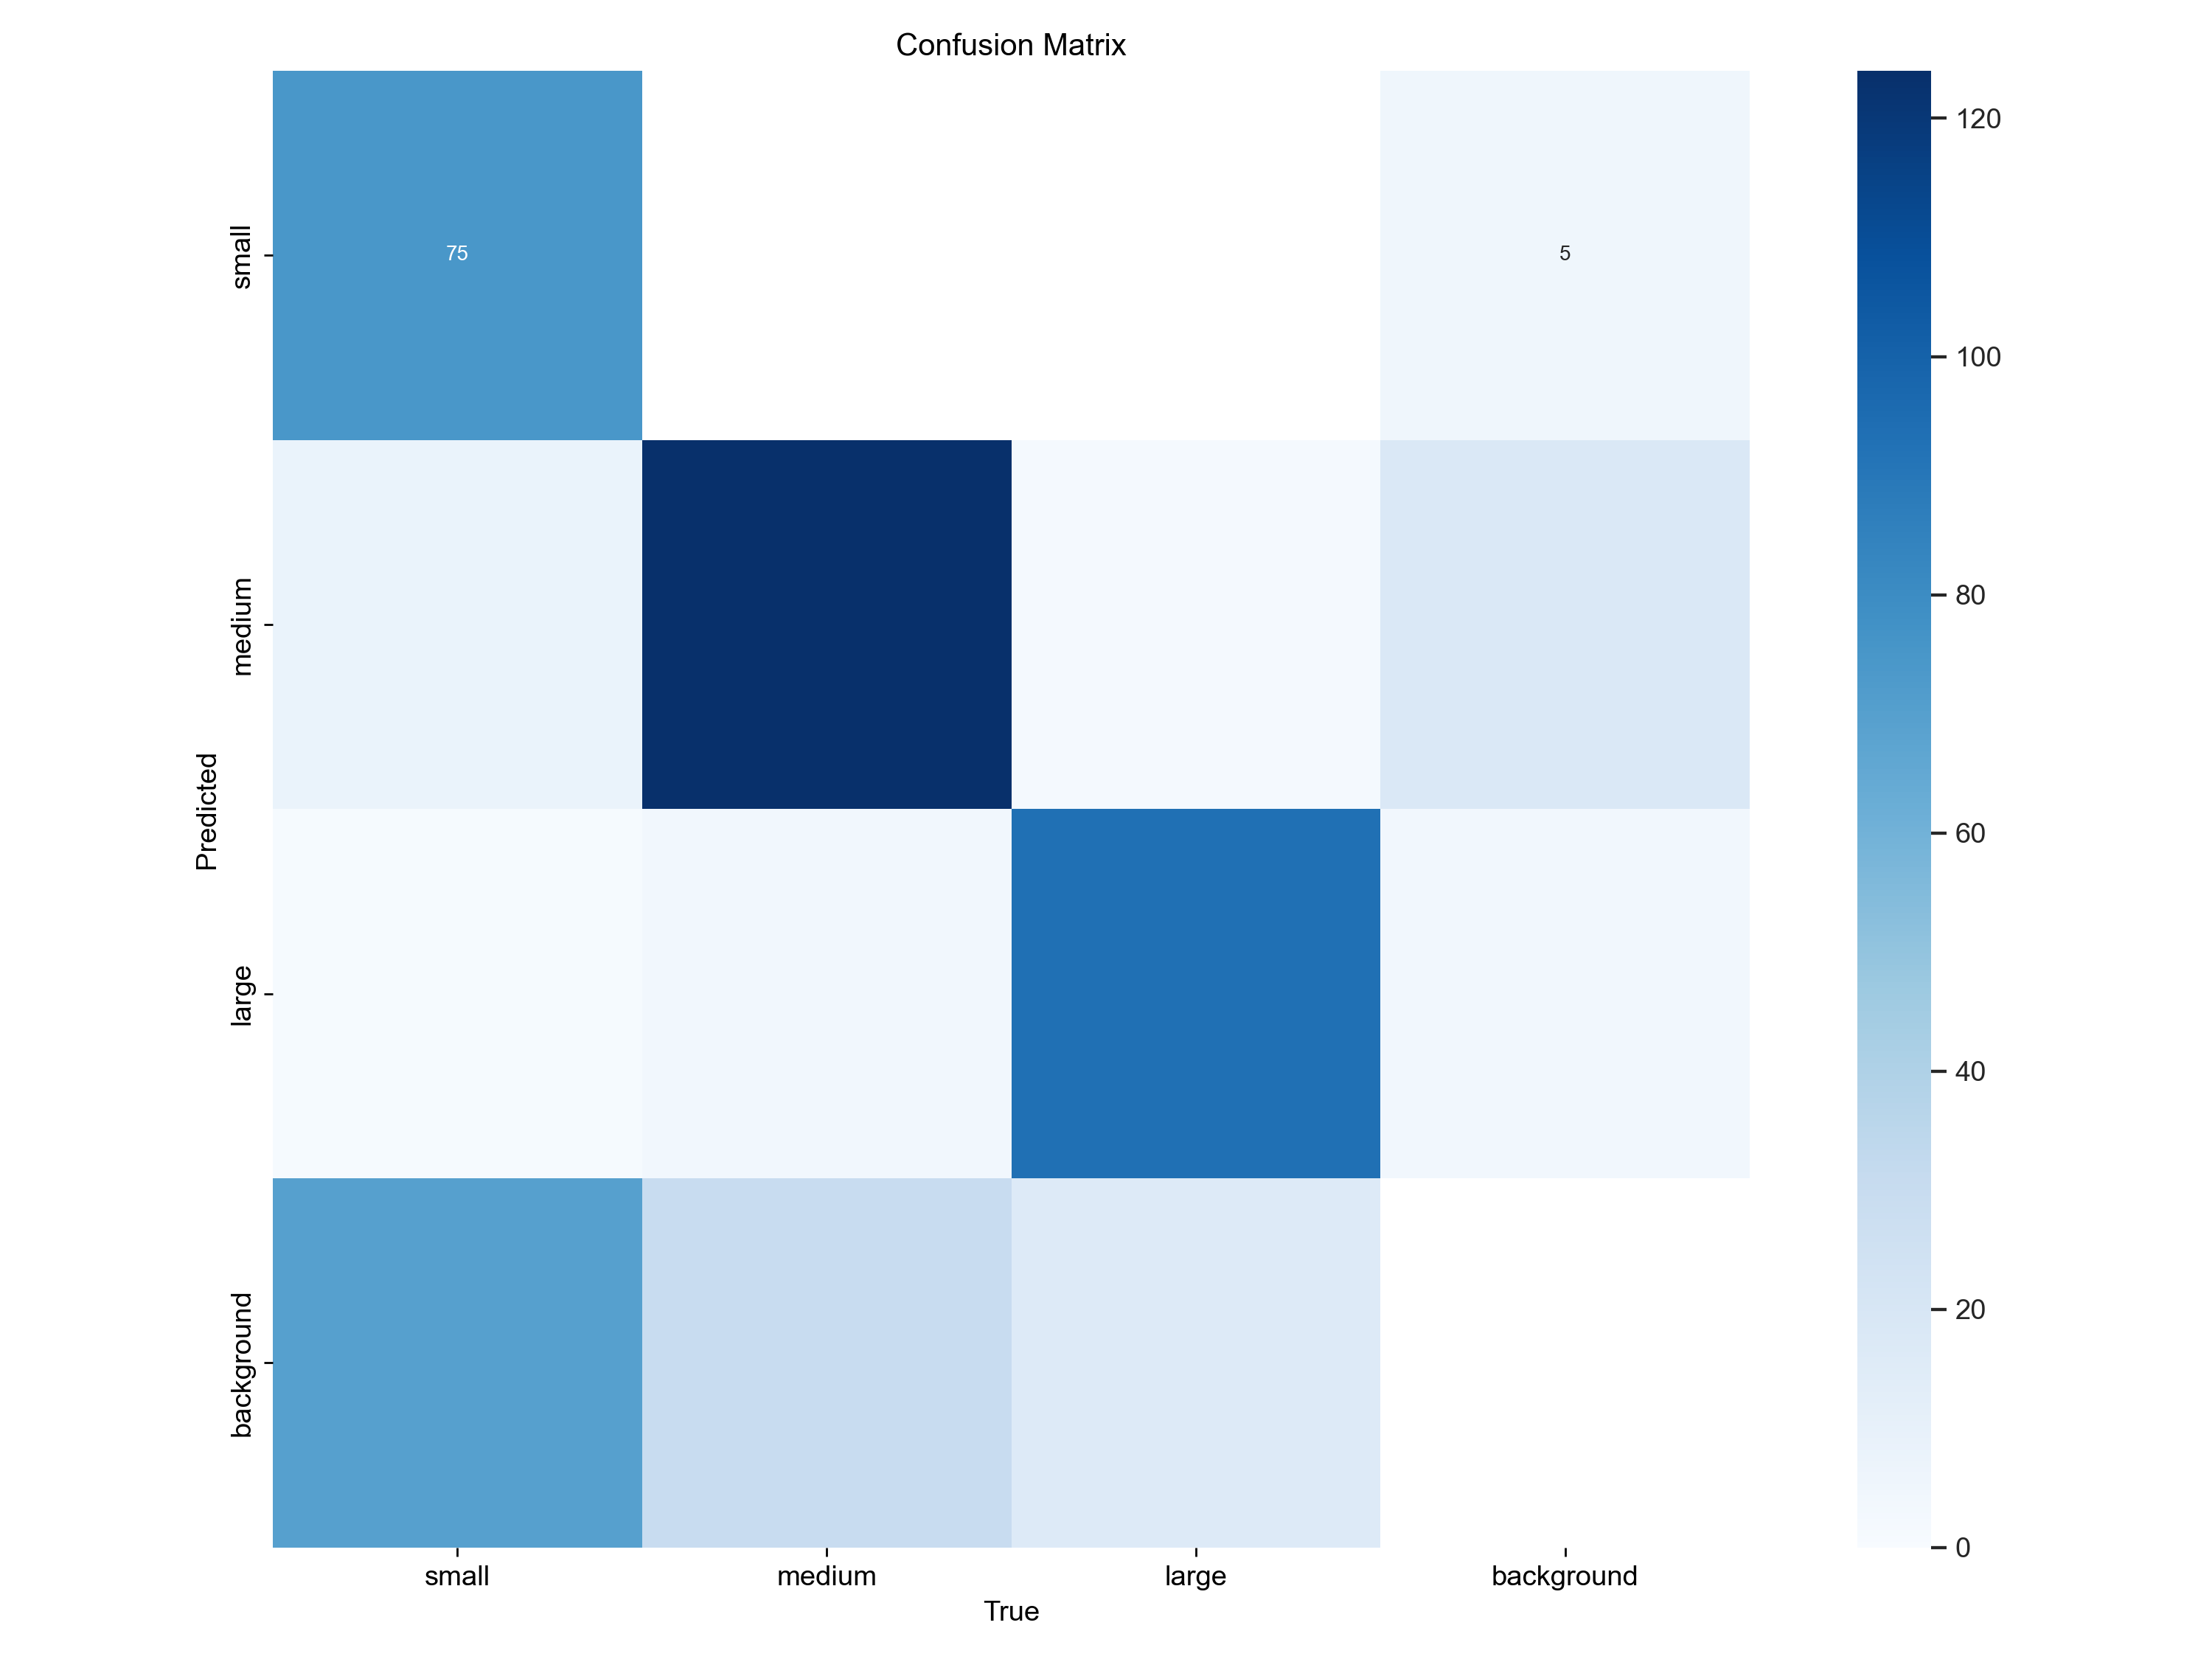 Confusion Matrix
small
75
5
medium
large
background
Predicted
small
medium
large
background
True
120
100
80
60
40
20
0